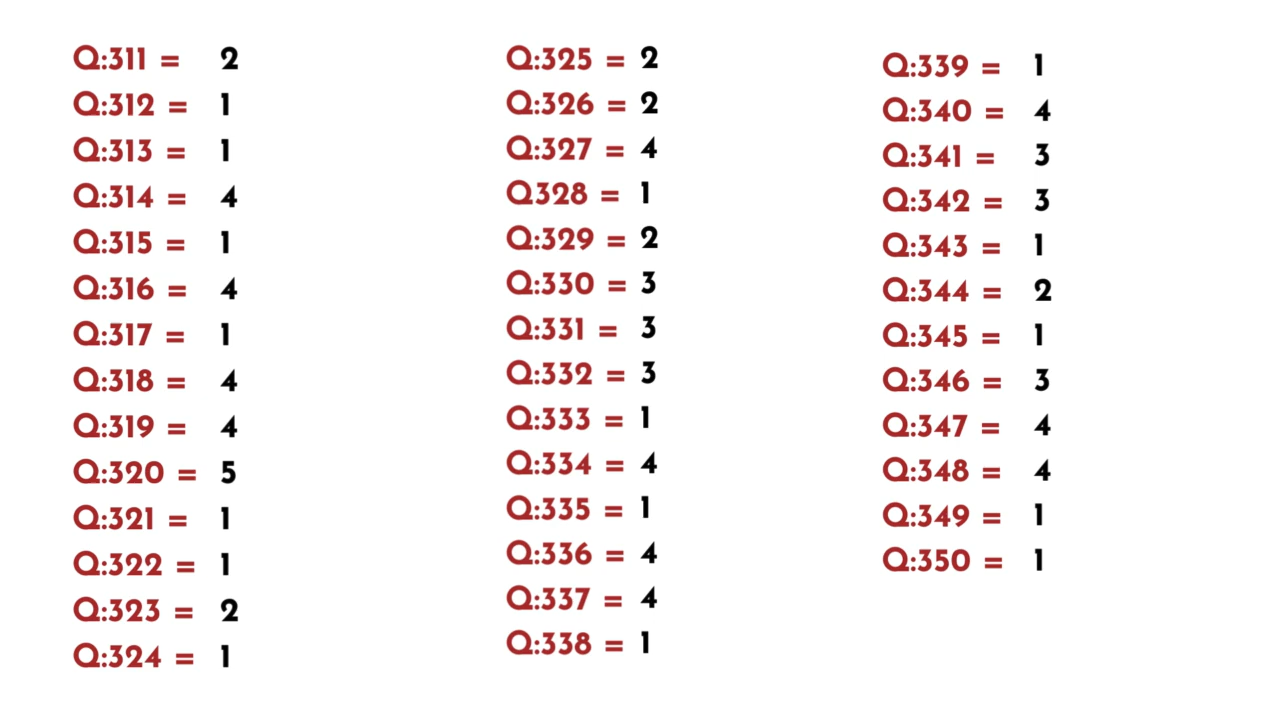 Q:311 = 2
Q:312 = 1
Q:313 = 1
Q:314 = 4
Q:315 = 1
Q:316 = 4
Q:317 = 1
Q:318 = 4
Q:319 = 4
Q:320 = 5
Q:321 = 1
Q:322 = 1
Q:323 = 2
Q:324 = 1
Q:325 = 2
Q:326 = 2
Q:327 = 4
Q328 = 1
Q:329 = 2
Q:330 = 3
Q:331 = 3
Q:332 = 3
Q:333 = 1
Q:334 = 4
Q:335 = 1
Q:336 = 4
Q:337 = 4
Q:338 = 1
Q:339 = 1
Q:340 = 4
Q:341 = 3
Q:342 = 3
Q:343 = 1
Q:344 = 2
Q:345 = 1
Q:346 = 3
Q:347 = 4
Q:348 = 4
Q:349 = 1
Q:350 = 1